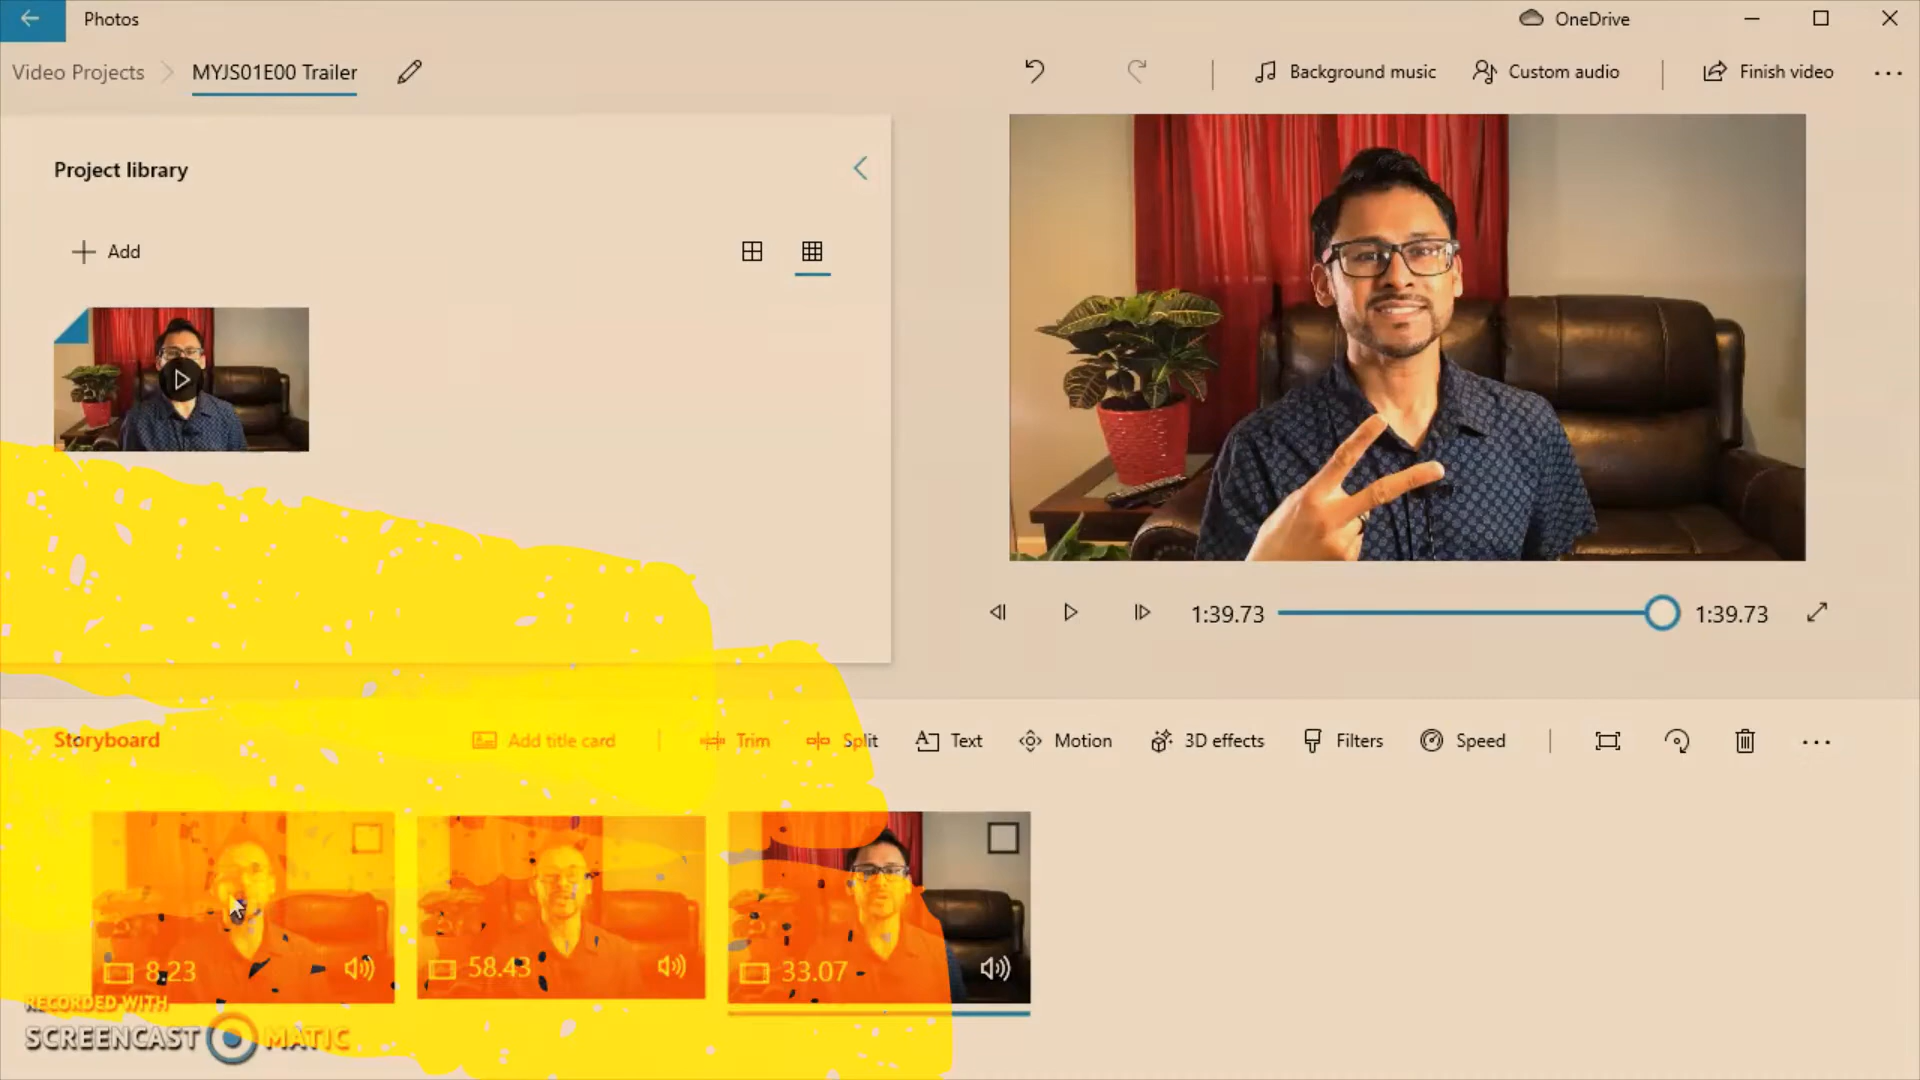 Photos
OneDrive
Video Projects
MYJS01E00 Trailer
Background music
Custom audio
Finish video
Project library
Add
1:39.73
1:39.73
Storyboard
Add title card
Trim
Split
Text
Motion
3D effects
Filters
Speed
8.23
58.43
33.07
RECORDED WITH
SCREENCAST MATIC